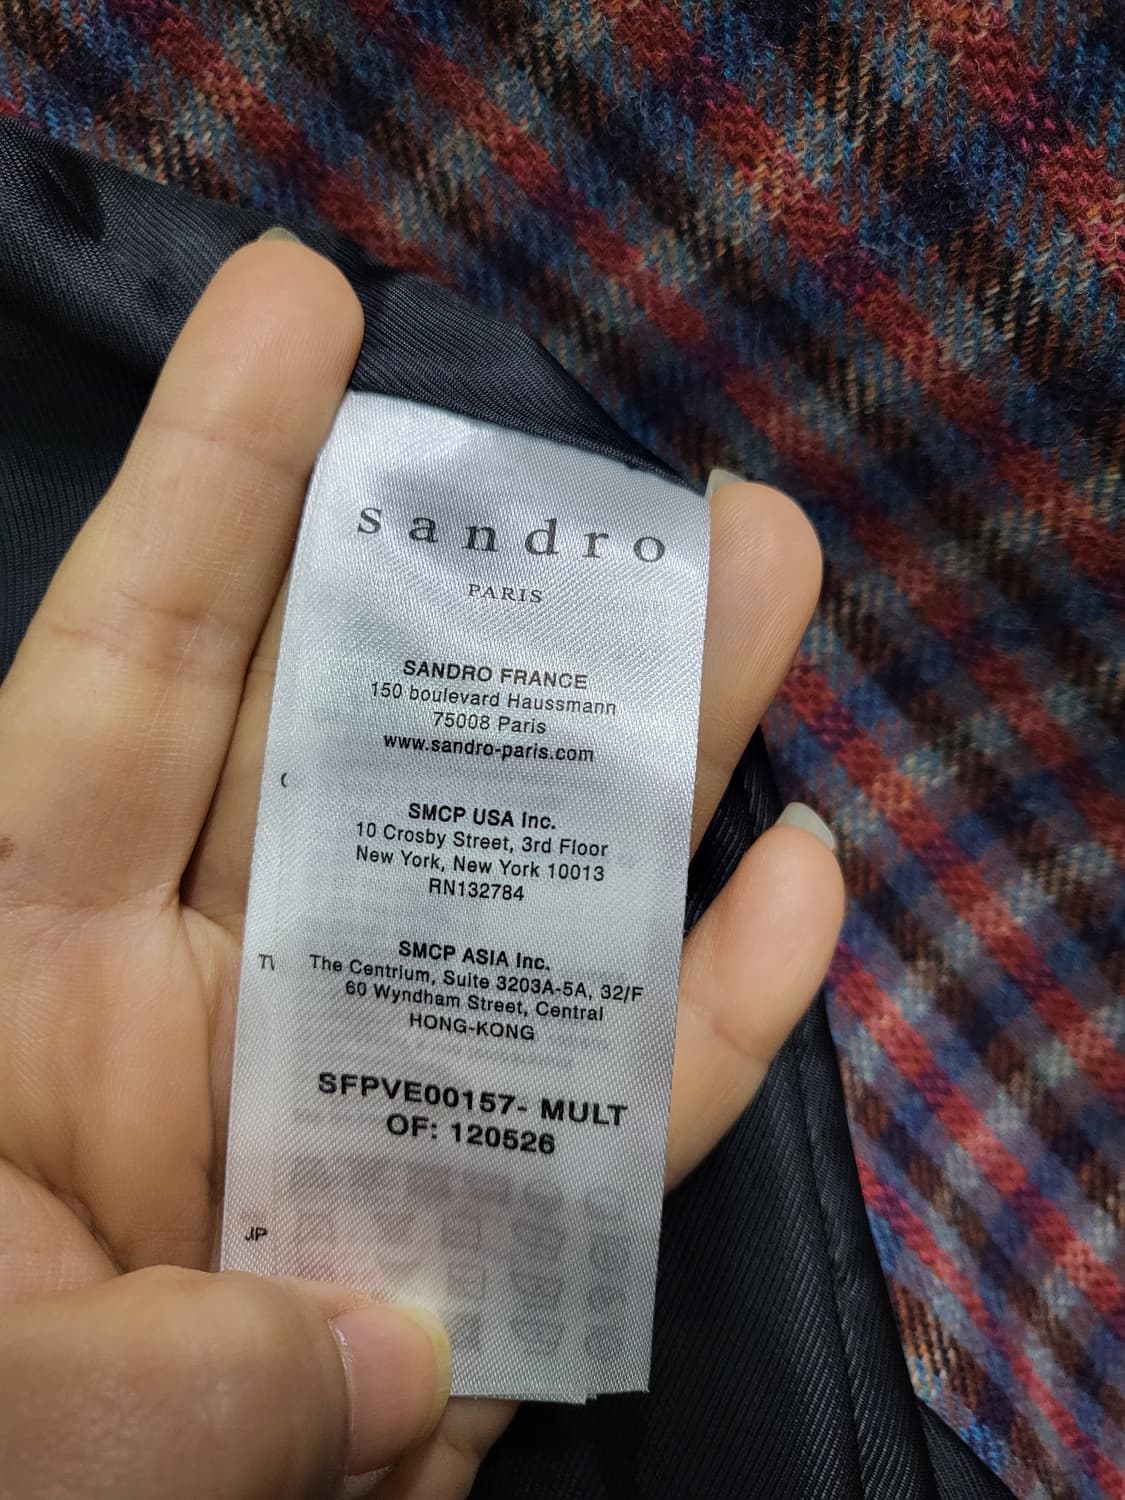 sandro
PARIS
SANDRO FRANCE
150 boulevard Haussmann
75008 Paris
www.sandro-paris.com
SMCP USA Inc.
10 Crosby Street, 3rd Floor
New York, New York 10013
RN132784
SMCP ASIA Inc.
The Centrium, Suite 3203A-5A, 32/F
60 Wyndham Street, Central
HONG-KONG
SFPVE00157- MULT
OF: 120526
JP